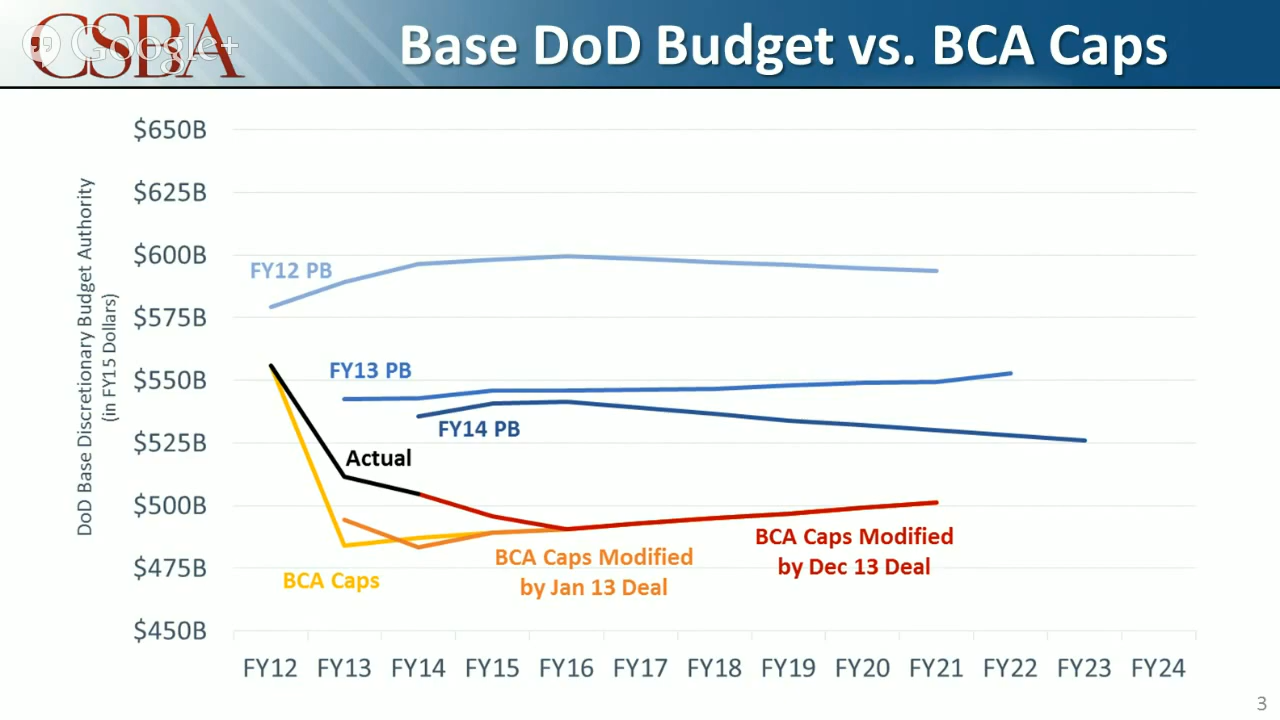 CSBA
Google+
Base DoD Budget vs. BCA Caps
DoD Base Discretionary Budget Authority
(in FY15 Dollars)
$650B
$625B
$600B
$575B
$550B
$525B
$500B
$475B
$450B
FY12 PB
FY13 PB
FY14 PB
Actual
BCA Caps
BCA Caps Modified
by Jan 13 Deal
BCA Caps Modified
by Dec 13 Deal
FY12 FY13 FY14 FY15 FY16 FY17 FY18 FY19 FY20 FY21 FY22 FY23 FY24
3